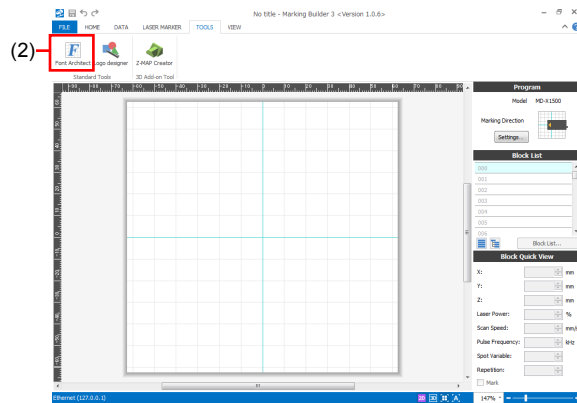 No title - Marking Builder 3 <Version 1.0.6>
FILE HOME DATA LASER MARKER TOOLS VIEW
(2)
Font Architect Logo designer Z-MAP Creator
Standard Tools 3D Add-on Tool
Program
Model MD-X1500
Marking Direction
Settings...
Block List
000
001
002
003
004
005
006
Block List...
Block Quick View
X: mm
Y: mm
Z: mm
Laser Power: %
Scan Speed: mm/
Pulse Frequency: kHz
Spot Variable:
Repetition:
Mark
Ethernet (127.0.0.1) 2D 3D 147%